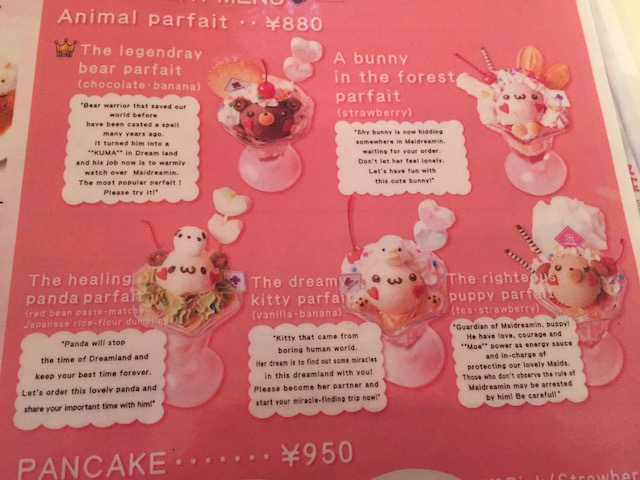 MENU
Animal parfait ·· ¥880
The legendray
bear parfait
(chocolate·banana)
"Bear warrior that saved our
world before
have been casted a spell
many years ago.
It turned him into a
"KUMA"" in Dream land
and his job now is to warmly
watch over Maidreamin.
The most popular parfait !
Please try it!"
A bunny
in the forest
parfait
(strawberry)
"Shy bunny is now hidding
somewhere in Maidreamin,
waiting for your order.
Don't let her feel lonely.
Let's have fun with
this cute bunny!"
The healing
panda parfait
(red bean paste·matcha
Japanese rice-flour dumpling)
"Panda will stop
the time of Dreamland and
keep your best time forever.
Let's order this lovely panda and
share your important time with him!"
The dream
kitty parfait
(vanilla·banana)
"Kitty that came from
boring human world.
Her dream is to find out some miracles
in this dreamland with you!
Please become her partner and
start your miracle-finding trip now!"
The righteous
puppy parfait
(tea·strawberry)
"Guardian of Maidreamin, puppy!
He have love, courage and
"Moe" power as energy sauce
and in-charge of
protecting our lovely Maids.
Those who don't observe the rule of
Maidreamin may be arrested
by him! Be careful!"
PANCAKE ······· ¥950